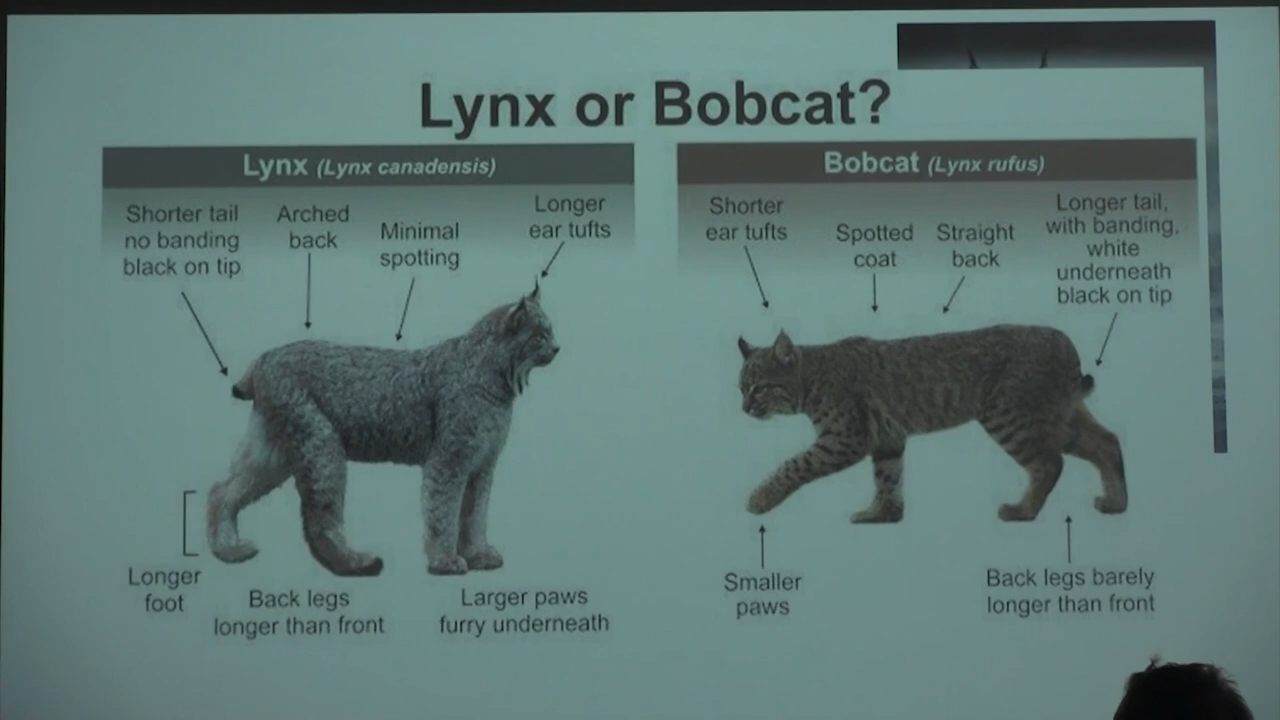 Lynx or Bobcat?
Lynx (Lynx canadensis)
Shorter tail
no banding
black on tip
Arched
back
Minimal
spotting
Longer
ear tufts
Longer
foot
Back legs
longer than front
Larger paws
furry underneath
Bobcat (Lynx rufus)
Shorter
ear tufts
Spotted
coat
Straight
back
Longer tail,
with banding,
white
underneath
black on tip
Smaller
paws
Back legs barely
longer than front